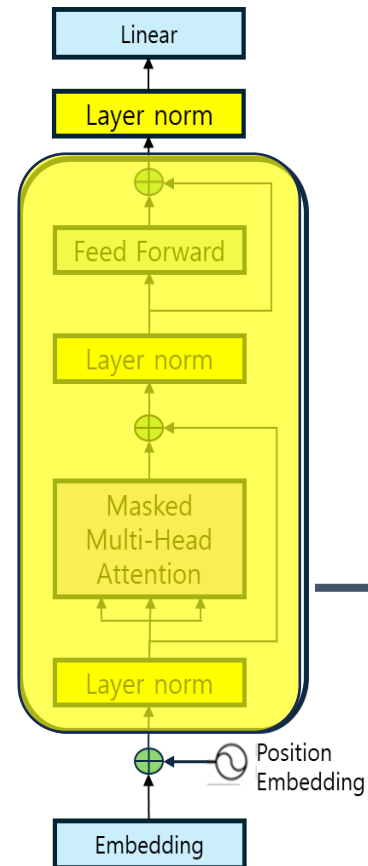 Linear
Layer norm
Feed Forward
Layer norm
Masked
Multi-Head
Attention
Layer norm
Position
Embedding
Embedding